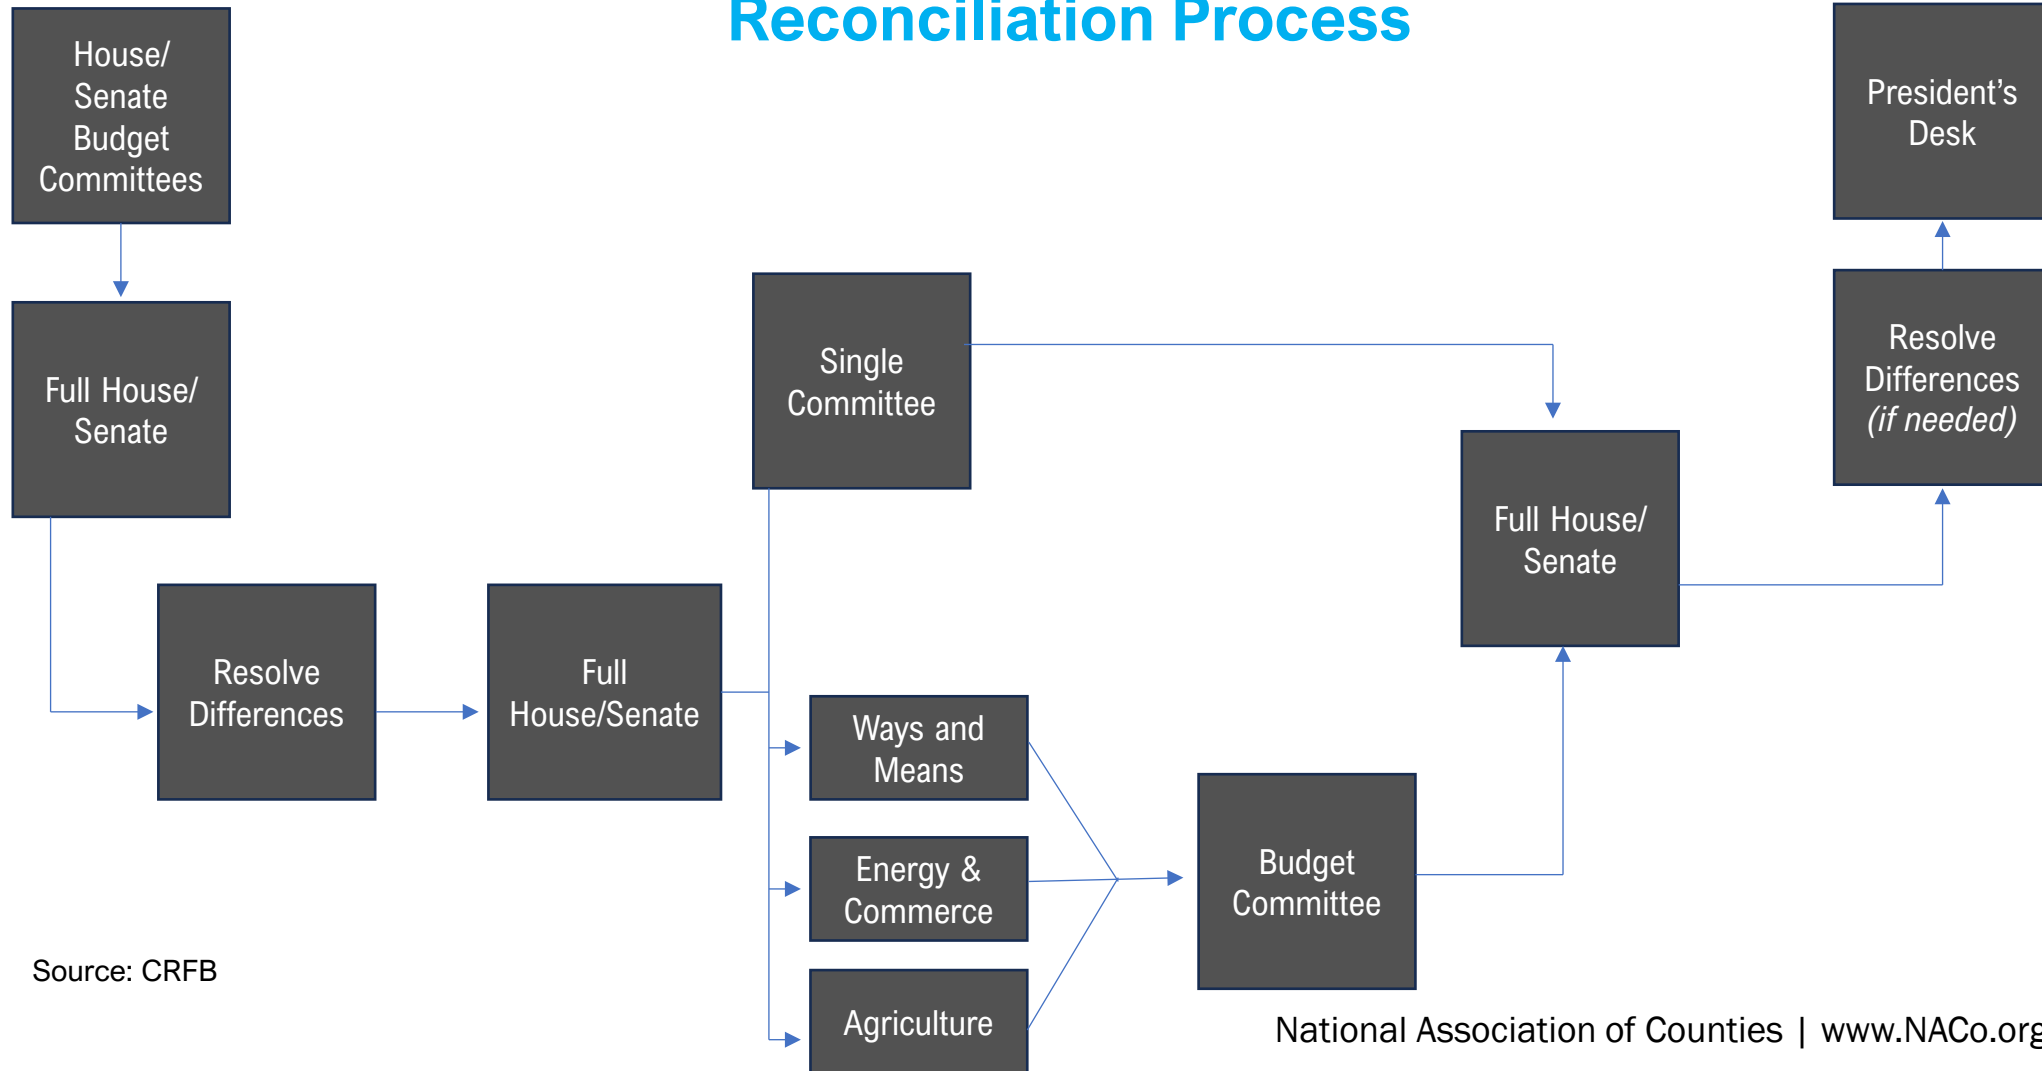 Reconciliation Process
House/
Senate
Budget
Committees
Full House/
Senate
Resolve
Differences
Full
House/Senate
Single
Committee
Ways and
Means
Energy &
Commerce
Agriculture
Budget
Committee
Full House/
Senate
Resolve
Differences
(if needed)
President’s
Desk
Source: CRFB
National Association of Counties | www.NACo.org